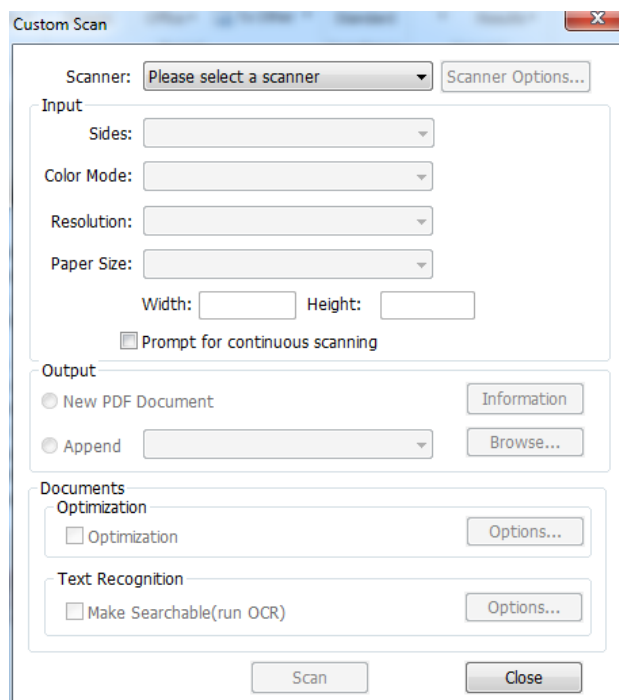 Custom Scan
Scanner: Please select a scanner Scanner Options...
Input
Sides:
Color Mode:
Resolution:
Paper Size:
Width: Height:
Prompt for continuous scanning
Output
New PDF Document Information
Append Browse...
Documents
Optimization
Optimization Options...
Text Recognition
Make Searchable(run OCR) Options...
Scan Close